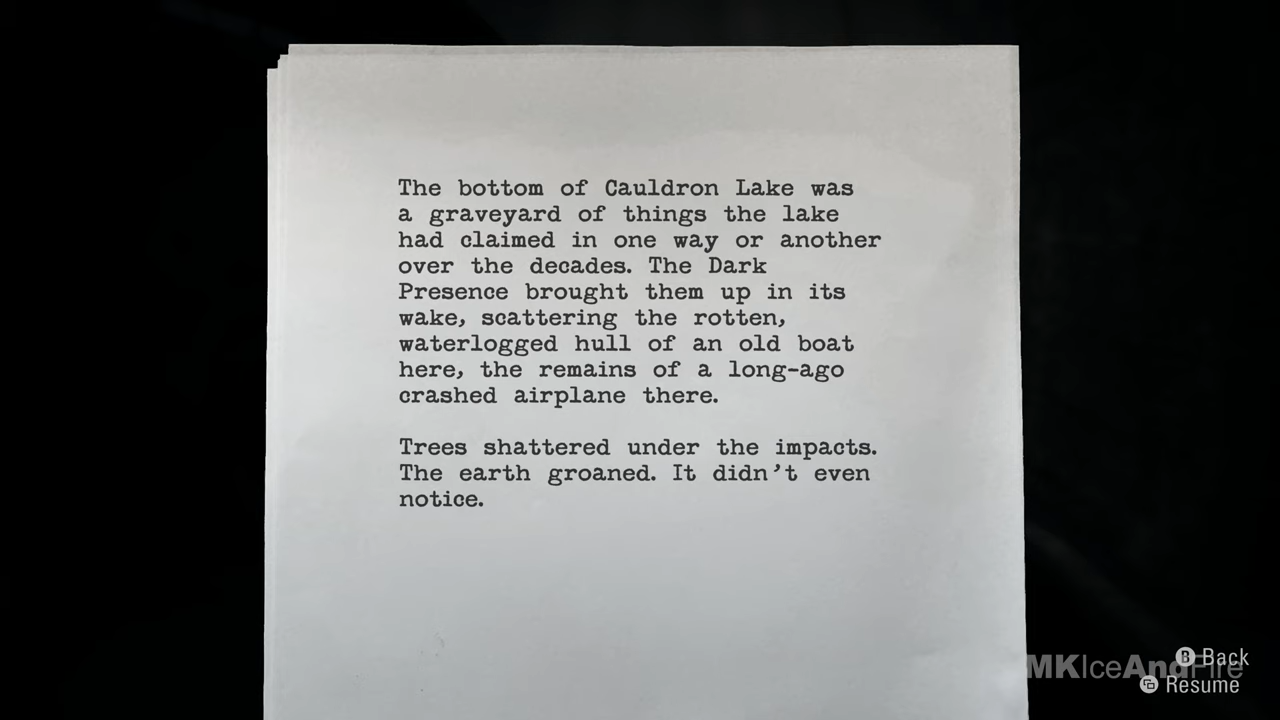 The bottom of Cauldron Lake was
a graveyard of things the lake
had claimed in one way or another
over the decades. The Dark
Presence brought them up in its
wake, scattering the rotten,
waterlogged hull of an old boat
here, the remains of a long-ago
crashed airplane there.
Trees shattered under the impacts.
The earth groaned. It didn't even
notice.
MKIceAndFire
B Back
Resume